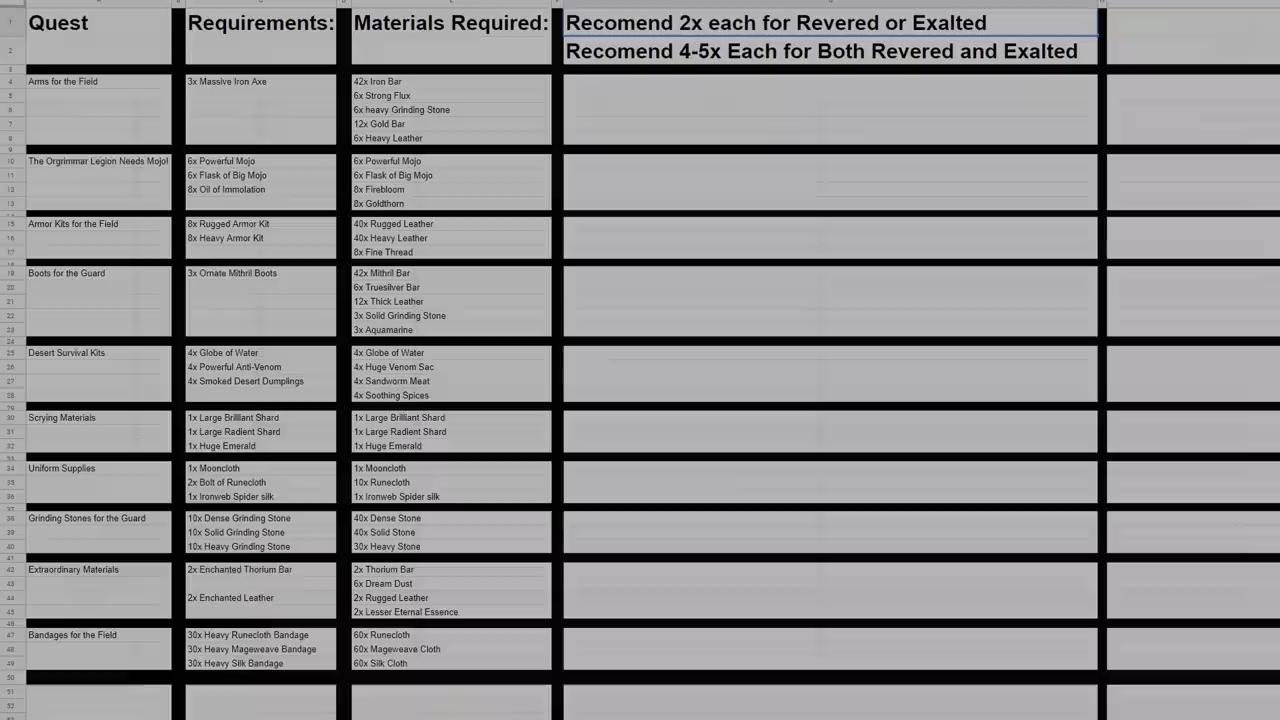 Quest Requirements: Materials Required: Recomend 2x each for Revered or Exalted
Recomend 4-5x Each for Both Revered and Exalted
Arms for the Field 3x Massive Iron Axe 42x Iron Bar
6x Strong Flux
6x heavy Grinding Stone
12x Gold Bar
6x Heavy Leather
The Orgrimmar Legion Needs Mojo! 6x Powerful Mojo 6x Powerful Mojo
6x Flask of Big Mojo 6x Flask of Big Mojo
8x Oil of Immolation 8x Firebloom
8x Goldthorn
Armor Kits for the Field 8x Rugged Armor Kit 40x Rugged Leather
8x Heavy Armor Kit 40x Heavy Leather
8x Fine Thread
Boots for the Guard 3x Ornate Mithril Boots 42x Mithril Bar
6x Truesilver Bar
12x Thick Leather
3x Solid Grinding Stone
3x Aquamarine
Desert Survival Kits 4x Globe of Water 4x Globe of Water
4x Powerful Anti-Venom 4x Huge Venom Sac
4x Smoked Desert Dumplings 4x Sandworm Meat
4x Soothing Spices
Scrying Materials 1x Large Brilliant Shard 1x Large Brilliant Shard
1x Large Radient Shard 1x Large Radient Shard
1x Huge Emerald 1x Huge Emerald
Uniform Supplies 1x Mooncloth 1x Mooncloth
2x Bolt of Runecloth 10x Runecloth
1x Ironweb Spider silk 1x Ironweb Spider silk
Grinding Stones for the Guard 10x Dense Grinding Stone 40x Dense Stone
10x Solid Grinding Stone 40x Solid Stone
10x Heavy Grinding Stone 30x Heavy Stone
Extraordinary Materials 2x Enchanted Thorium Bar 2x Thorium Bar
6x Dream Dust
2x Enchanted Leather 2x Rugged Leather
2x Lesser Eternal Essence
Bandages for the Field 30x Heavy Runecloth Bandage 60x Runecloth
30x Heavy Mageweave Bandage 60x Mageweave Cloth
30x Heavy Silk Bandage 60x Silk Cloth